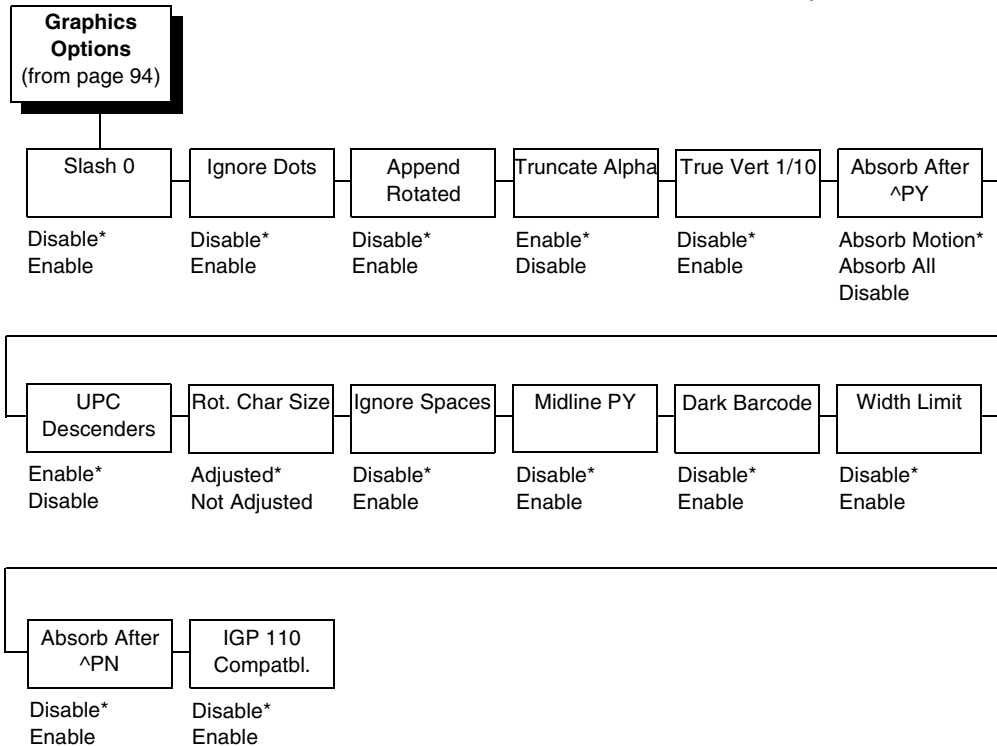 Graphics
Options
(from page 94)
Slash 0
Ignore Dots
Append
Rotated
Truncate Alpha
True Vert 1/10
Absorb After
^PY
Disable*
Enable
Disable*
Enable
Disable*
Enable
Enable*
Disable
Disable*
Enable
Absorb Motion*
Absorb All
Disable
UPC
Descenders
Rot. Char Size
Ignore Spaces
Midline PY
Dark Barcode
Width Limit
Enable*
Disable
Adjusted*
Not Adjusted
Disable*
Enable
Disable*
Enable
Disable*
Enable
Disable*
Enable
Absorb After
^PN
IGP 110
Compatbl.
Disable*
Enable
Disable*
Enable